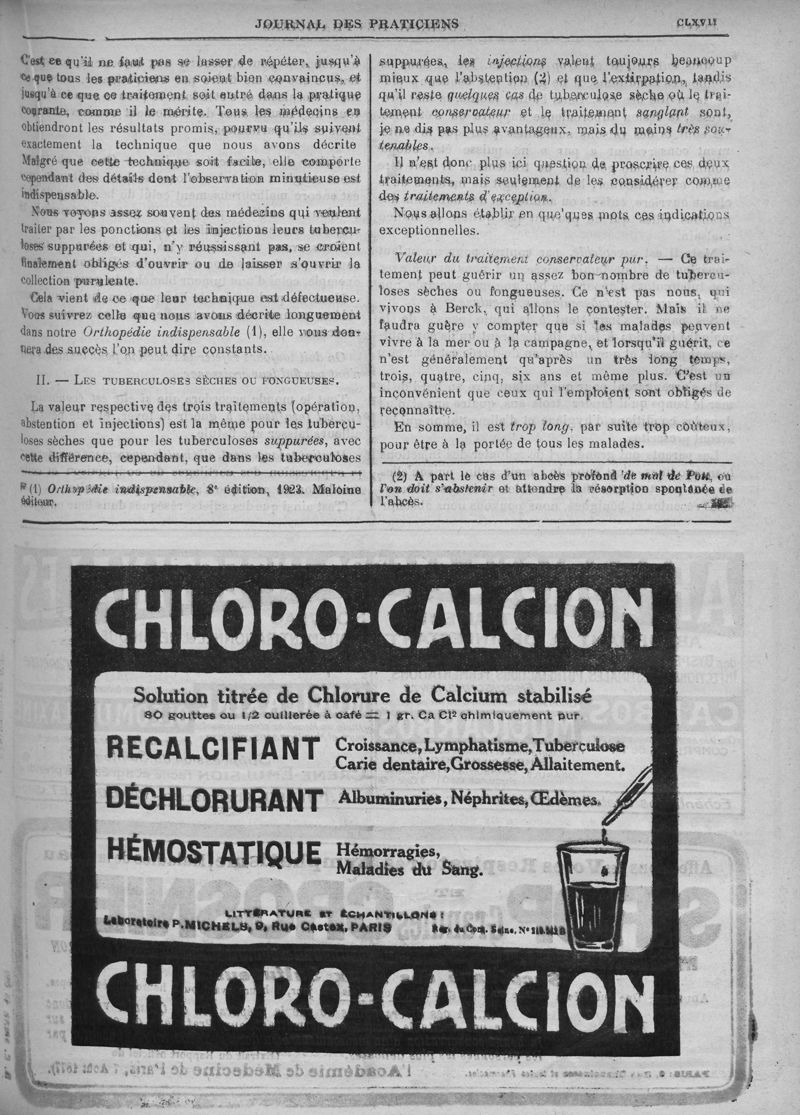 JOURNAL DES PRATICIENS
CLXVII
C'est ce qu'il ne faut pas se lasser de répéter, jusqu'à
ce que tous les praticiens en soient bien convaincus, et
jusqu'à ce que ce traitement soit entré dans la pratique
courante, comme il le mérite. Tous les médecins en
obtiendront les résultats promis, pourvu qu'ils suivent
exactement la technique que nous avons décrite
Malgré que cette technique soit facile, elle comporte
cependant des détails dont l'observation minutieuse est
indispensable.
Nous voyons assez souvent des médecins qui veulent
traiter par les ponctions et les injections leurs tubercu-
loses suppurées et qui, n'y réussissant pas, se croient
finalement obligés d'ouvrir ou de laisser s'ouvrir la
collection purulente.
Cela vient de ce que leur technique est défectueuse.
Vous suivrez celle que nous avons décrite longuement
dans notre Orthopédie indispensable (1), elle vous don-
nera des succès l'on peut dire constants.
II. — LES TUBERCULOSES SÈCHES OU FONGUEUSES.
La valeur respective des trois traitements (opération,
abstention et injections) est la même pour les tubercu-
loses sèches que pour les tuberculoses suppurées, avec
cette différence, cependant, que dans les tuberculoses
(1) Orthopédie indispensable, 8e édition, 1923. Maloine
éditeur.
suppurées, les injections valent toujours beaucoup
mieux que l'abstention (2) et que l'extirpation, tandis
qu'il reste quelques cas de tuberculose sèche où le trai-
tement conservateur et le traitement sanglant sont,
je ne dis pas plus avantageux, mais du moins très sou-
tenables.
Il n'est donc plus ici question de proscrire ces deux
traitements, mais seulement de les considérer comme
des traitements d'exception.
Nous allons établir en que'ques mots ces indications
exceptionnelles.
Valeur du traitement conservateur pur. — Ce trai-
tement peut guérir un assez bon nombre de tubercu-
loses sèches ou fongueuses. Ce n'est pas nous, qui
vivons à Berck, qui allons le contester. Mais il ne
faudra guère y compter que si les malades peuvent
vivre à la mer ou à la campagne, et lorsqu'il guérit, ce
n'est généralement qu'après un très long temps,
trois, quatre, cinq, six ans et même plus. C'est un
inconvénient que ceux qui l'emploient sont obligés de
reconnaître.
En somme, il est trop long, par suite trop coûteux,
pour être à la portée de tous les malades.
(2) A part le cas d'un abcès profond de mal de Pott, ou
l'on doit s'abstenir et attendre la résorption spontanée de
l'abcès.
CHLORO-CALCION
Solution titrée de Chlorure de Calcium stabilisé
80 gouttes ou 1/2 cuillerée à café = 1 gr. Ca Cl² chimiquement pur
RECALCIFIANT
Croissance, Lymphatisme, Tuberculose
Carie dentaire, Grossesse, Allaitement.
DÉCHLORURANT
Albuminuries, Néphrites, Œdèmes.
HÉMOSTATIQUE
Hémorragies,
Maladies du Sang.
LITTÉRATURE ET ÉCHANTILLONS :
Laboratoire P. MICHELS, 9, Rue Castex, PARIS
Reg. du Com. Seine, N°
CHLORO-CALCION